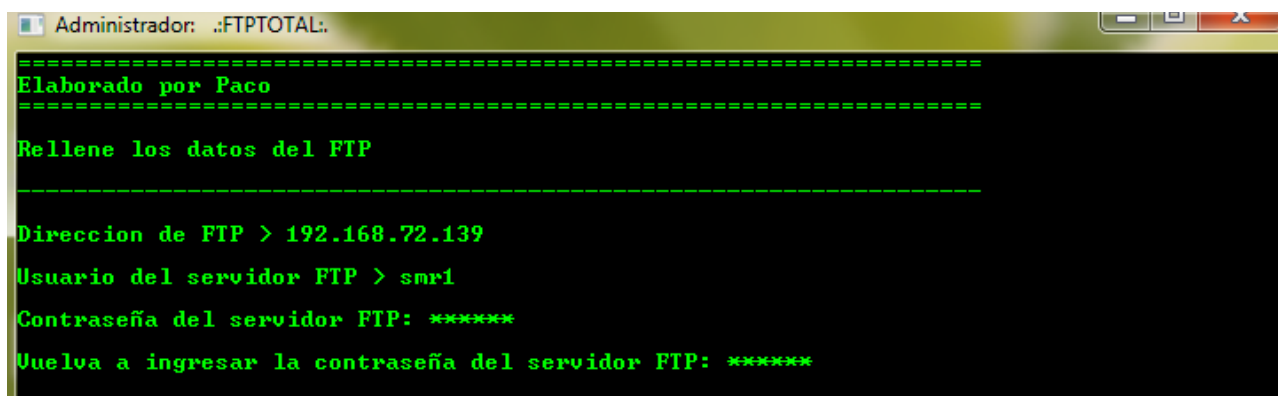 Administrador: .:FTPTOTAL:.
====================================================================
Elaborado por Paco
====================================================================
Rellene los datos del FTP
--------------------------------------------------------------------
Direccion de FTP > 192.168.72.139
Usuario del servidor FTP > smr1
Contraseña del servidor FTP: ******
Vuelva a ingresar la contraseña del servidor FTP: ******